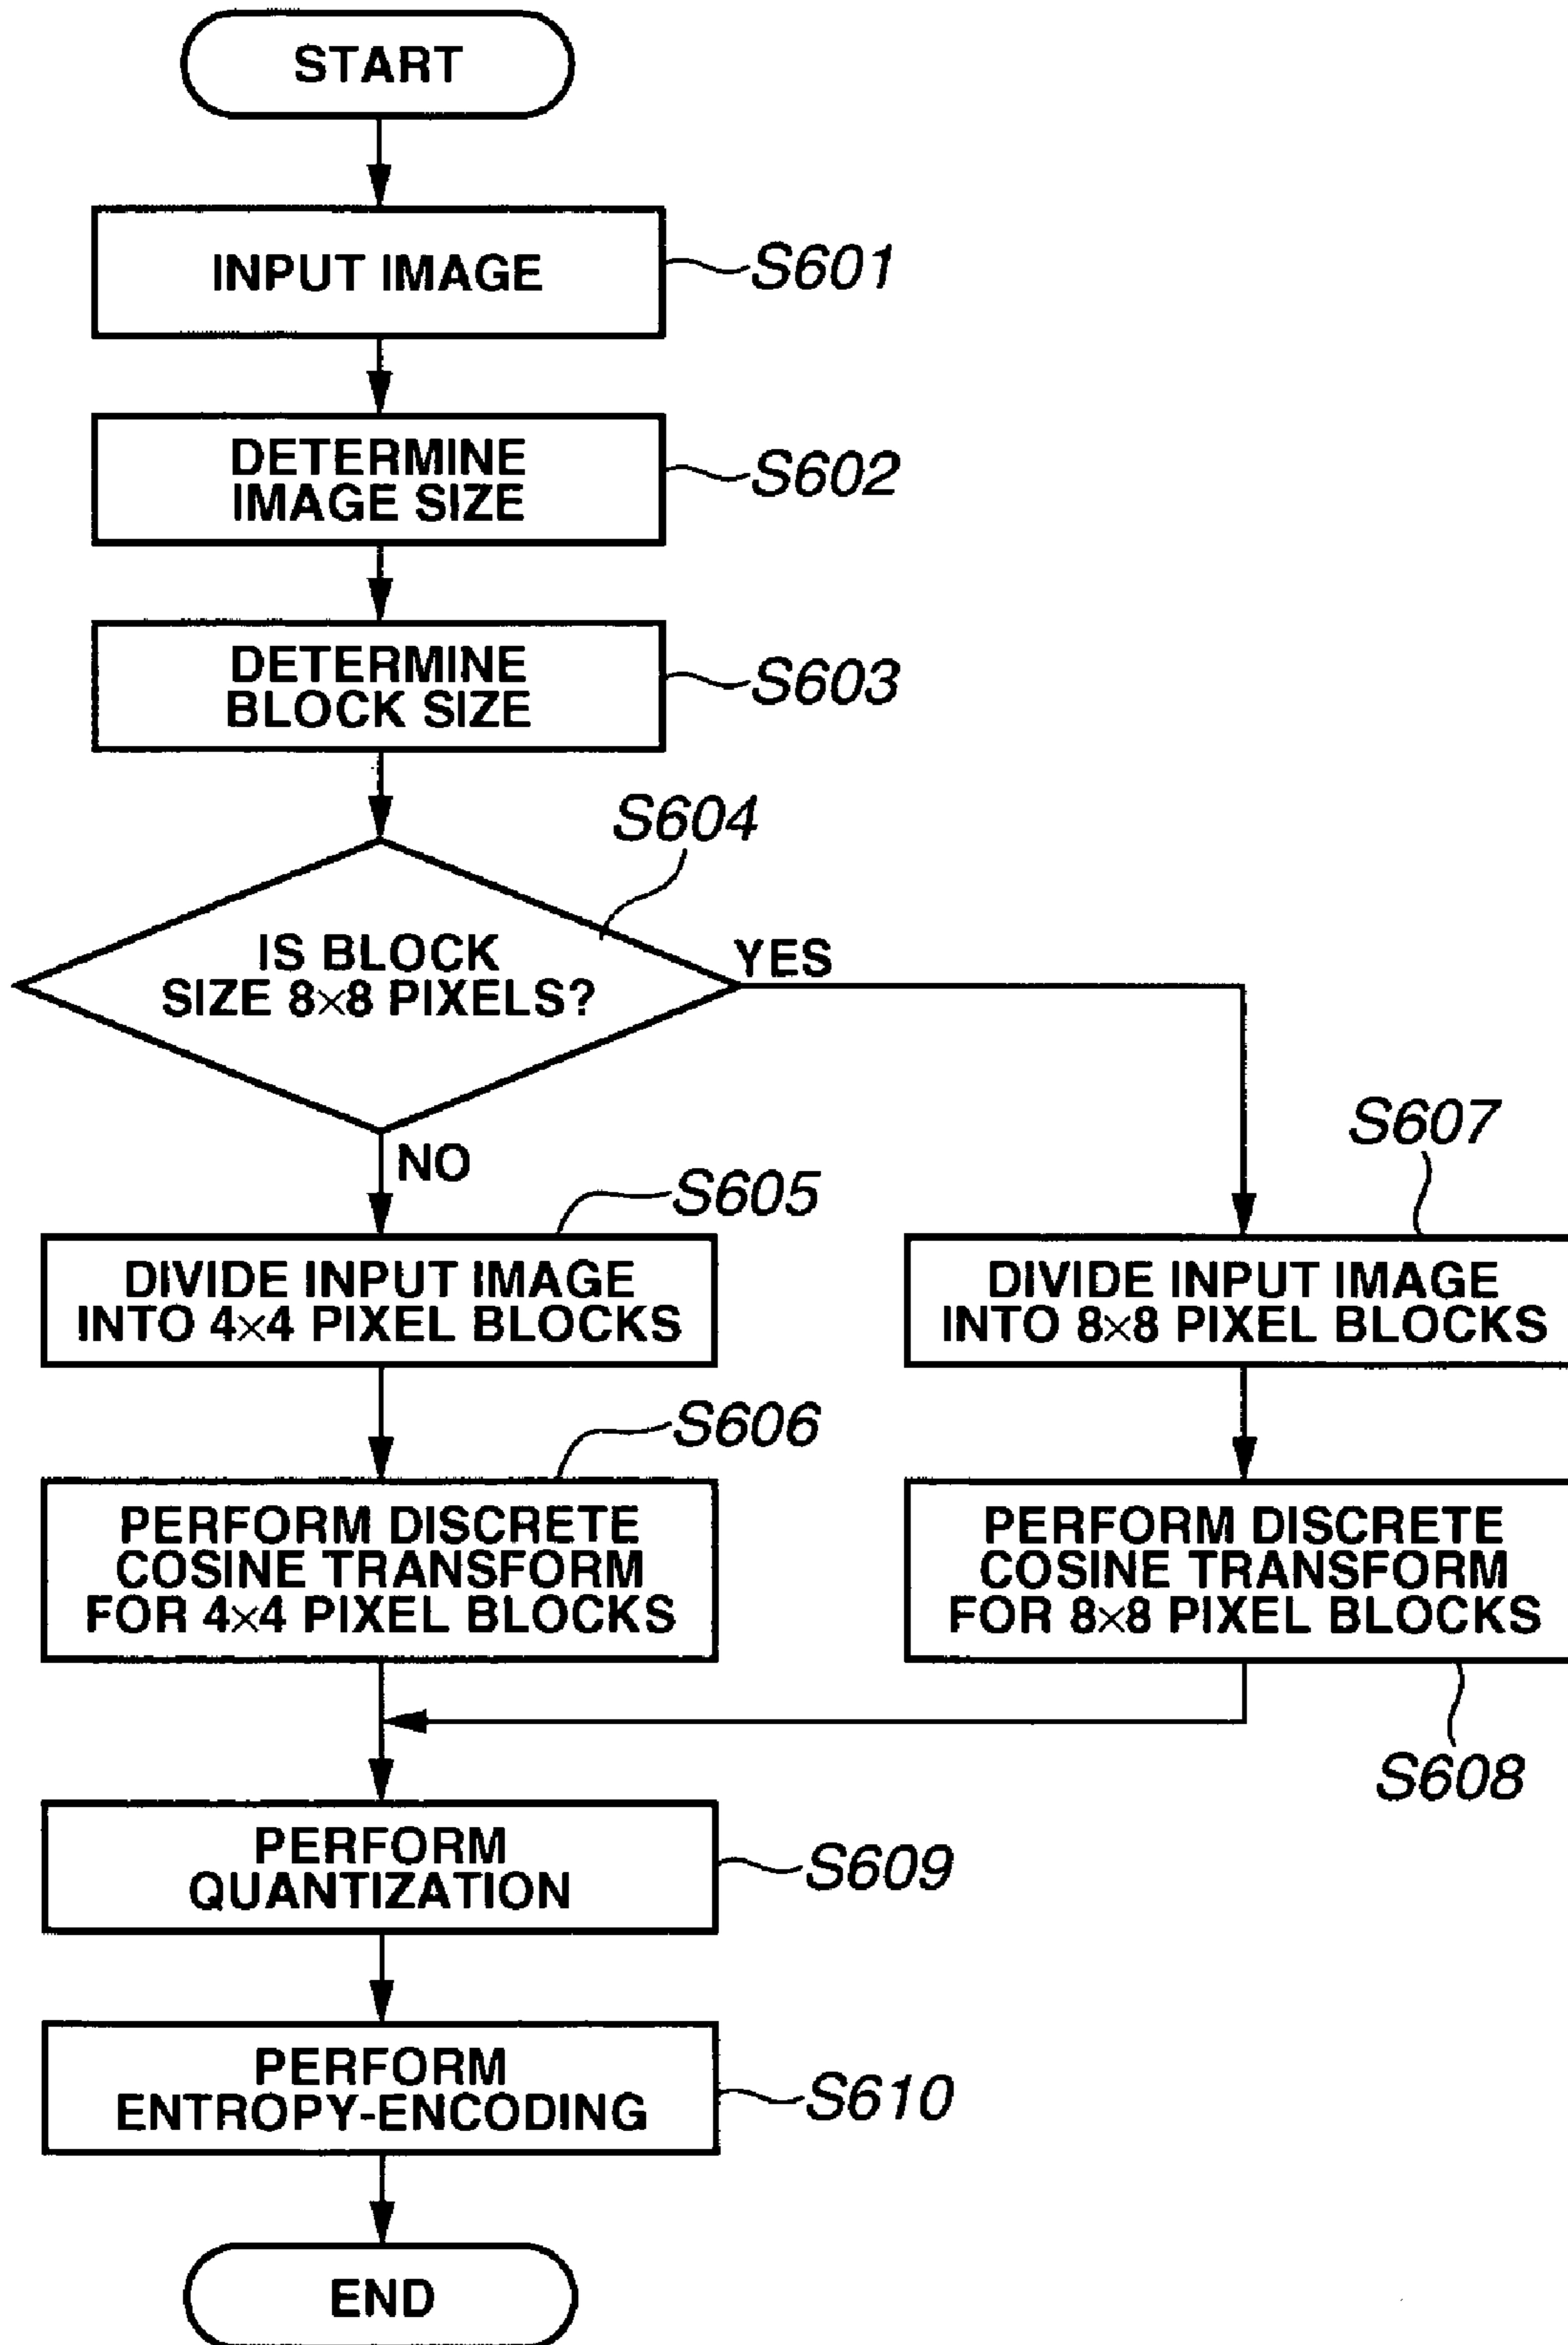 START
INPUT IMAGE
S601
DETERMINE
IMAGE SIZE
S602
DETERMINE
BLOCK SIZE
S603
S604
IS BLOCK
SIZE 8×8 PIXELS?
YES
NO
S605
DIVIDE INPUT IMAGE
INTO 4×4 PIXEL BLOCKS
S607
DIVIDE INPUT IMAGE
INTO 8×8 PIXEL BLOCKS
S606
PERFORM DISCRETE
COSINE TRANSFORM
FOR 4×4 PIXEL BLOCKS
PERFORM DISCRETE
COSINE TRANSFORM
FOR 8×8 PIXEL BLOCKS
S608
PERFORM
QUANTIZATION
S609
PERFORM
ENTROPY-ENCODING
S610
END